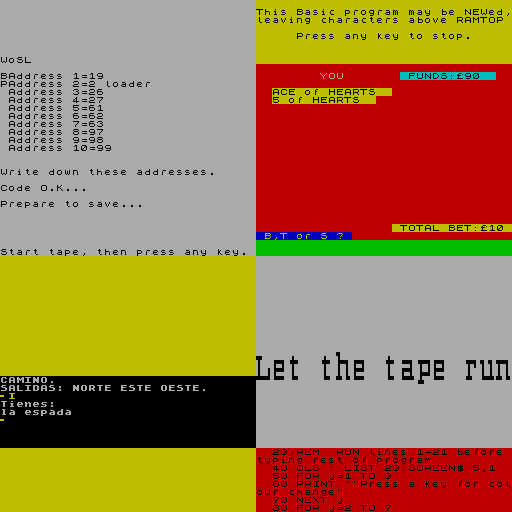 WoSL
BAddress 1=19
PAddress 2=2 loader
Address 3=26
Address 4=27
Address 5=61
Address 6=62
Address 7=63
Address 8=97
Address 9=98
Address 10=99
Write down these addresses.
Code O.K...
Prepare to save...
Start tape, then press any key.
This Basic program may be NEWed,
leaving characters above RAMTOP
Press any key to stop.
YOU FUNDS:£90
ACE of HEARTS
5 of HEARTS
TOTAL BET:£10
B,T or S ?
CAMINO.
SALIDAS: NORTE ESTE OESTE.
I
Tienes:
la espada
Let the tape run
23>REM RUN lines 1-21 before
typing rest of program
40 CLS : LIST 23:SCREEN$ 5,1
50 FOR j=1 TO 3
60 PRINT "Press a key for col
our change"
70 NEXT j
80 FOR j=2 TO 7